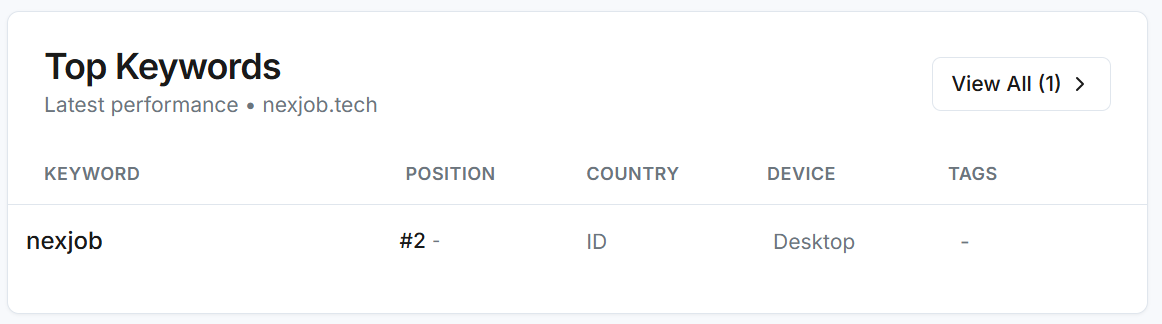 Top Keywords
Latest performance • nexjob.tech
View All (1)
KEYWORD POSITION COUNTRY DEVICE TAGS
nexjob #2 - ID Desktop -